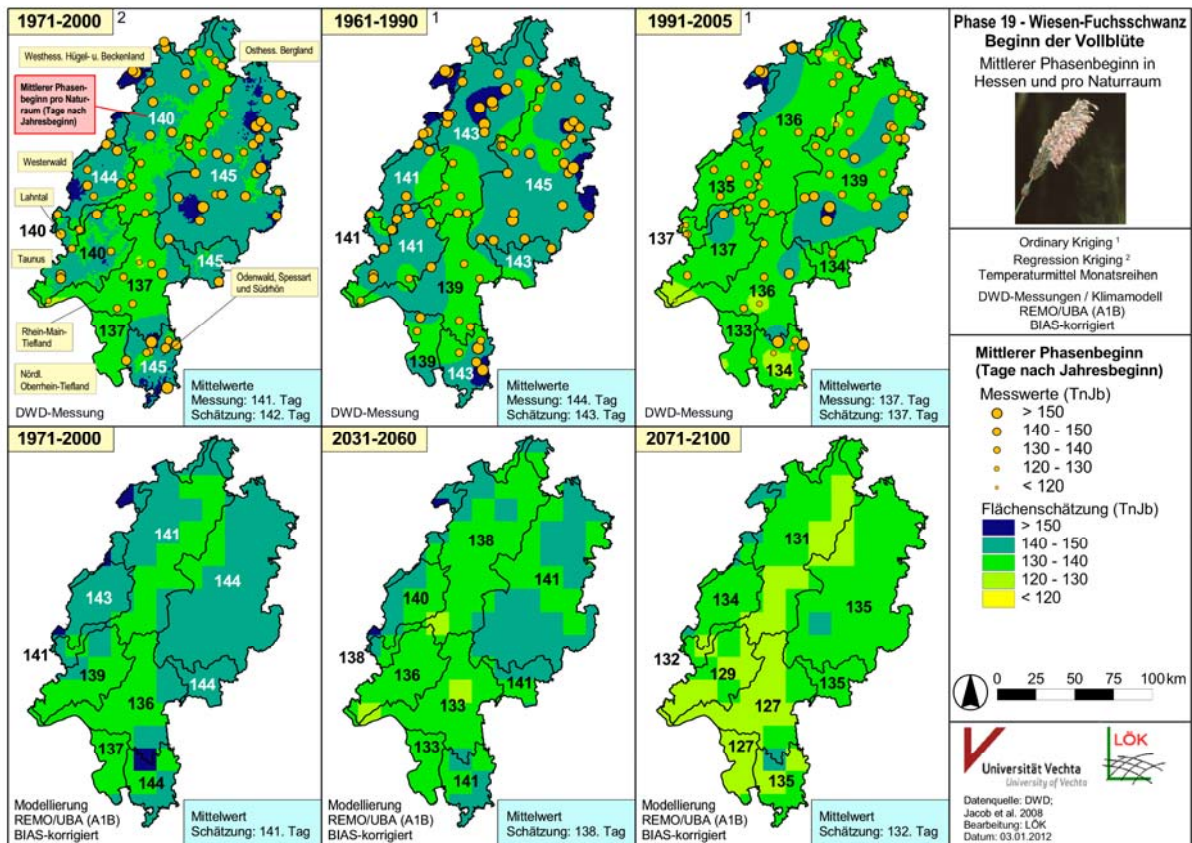 1971-2000 2
Westhess. Hügel- u. Beckenland
Osthess. Bergland
Mittlerer Phasen-
beginn pro Natur-
raum (Tage nach
Jahresbeginn)
140
Westerwald
144
145
Lahntal
140
140
Taunus
145
137
Odenwald, Spessart
und Südrhön
Rhein-Main-
Tiefland
137
Nördl.
Oberrhein-Tiefland
145
DWD-Messung
Mittelwerte
Messung: 141. Tag
Schätzung: 142. Tag
1961-1990 1
143
141
145
141
141
143
139
139
143
DWD-Messung
Mittelwerte
Messung: 144. Tag
Schätzung: 143. Tag
1991-2005 1
136
135
139
137
137
134
136
133
134
DWD-Messung
Mittelwerte
Messung: 137. Tag
Schätzung: 137. Tag
1971-2000
141
143
144
141
139
144
136
137
144
Modellierung
REMO/UBA (A1B)
BIAS-korrigiert
Mittelwert
Schätzung: 141. Tag
2031-2060
138
140
141
138
136
141
133
133
141
Modellierung
REMO/UBA (A1B)
BIAS-korrigiert
Mittelwert
Schätzung: 138. Tag
2071-2100
131
134
135
132
129
135
127
127
135
Modellierung
REMO/UBA (A1B)
BIAS-korrigiert
Mittelwert
Schätzung: 132. Tag
Phase 19 - Wiesen-Fuchsschwanz
Beginn der Vollblüte
Mittlerer Phasenbeginn in
Hessen und pro Naturraum
Ordinary Kriging 1
Regression Kriging 2
Temperaturmittel Monatsreihen
DWD-Messungen / Klimamodell
REMO/UBA (A1B)
BIAS-korrigiert
Mittlerer Phasenbeginn
(Tage nach Jahresbeginn)
Messwerte (TnJb)
> 150
140 - 150
130 - 140
120 - 130
< 120
Flächenschätzung (TnJb)
> 150
140 - 150
130 - 140
120 - 130
< 120
0 25 50 75 100 km
Universität Vechta
University of Vechta
LÖK
Datenquelle: DWD;
Jacob et al. 2008
Bearbeitung: LÖK
Datum: 03.01.2012